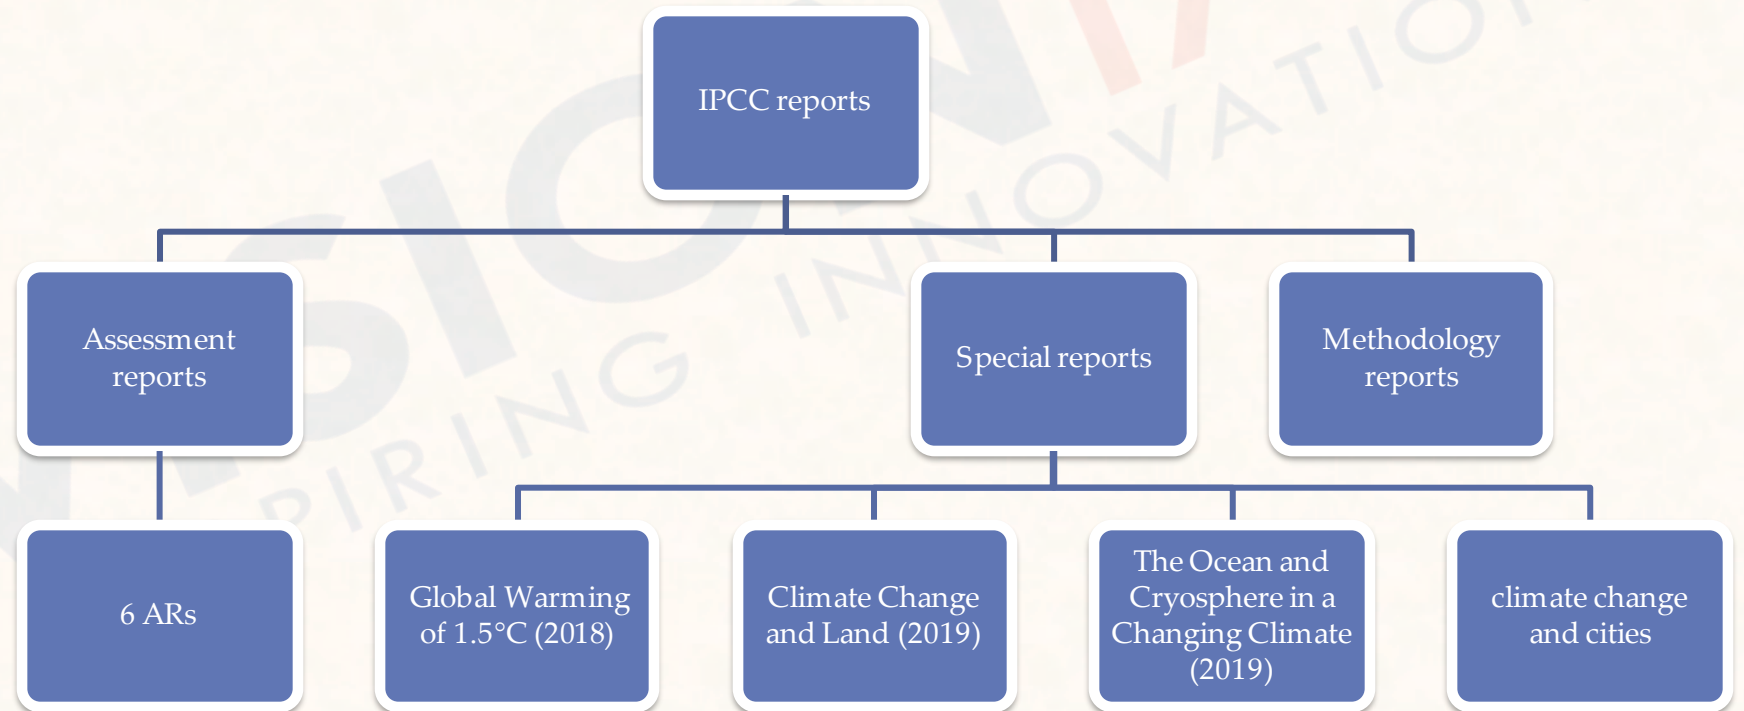 IPCC reports
Assessment
reports
Special reports
Methodology
reports
6 ARs
Global Warming
of 1.5°C (2018)
Climate Change
and Land (2019)
The Ocean and
Cryosphere in a
Changing Climate
(2019)
climate change
and cities